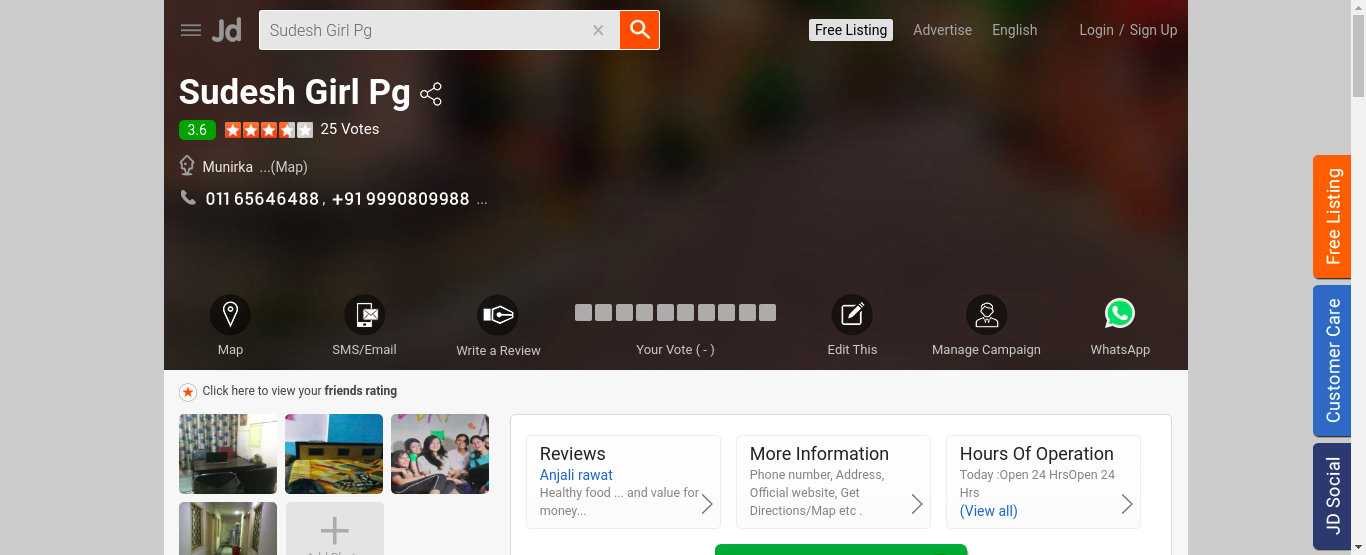 Jd
Sudesh Girl Pg
Free Listing
Advertise
English
Login / Sign Up
Sudesh Girl Pg
3.6
25 Votes
Munirka ...(Map)
011 65646488 , +91 9990809988 ...
Map
SMS/Email
Write a Review
Your Vote ( - )
Edit This
Manage Campaign
WhatsApp
Click here to view your friends rating
Reviews
Anjali rawat
Healthy food ... and value for
money...
More Information
Phone number, Address,
Official website, Get
Directions/Map etc .
Hours Of Operation
Today :Open 24 HrsOpen 24
Hrs
(View all)
Free Listing
Customer Care
JD Social